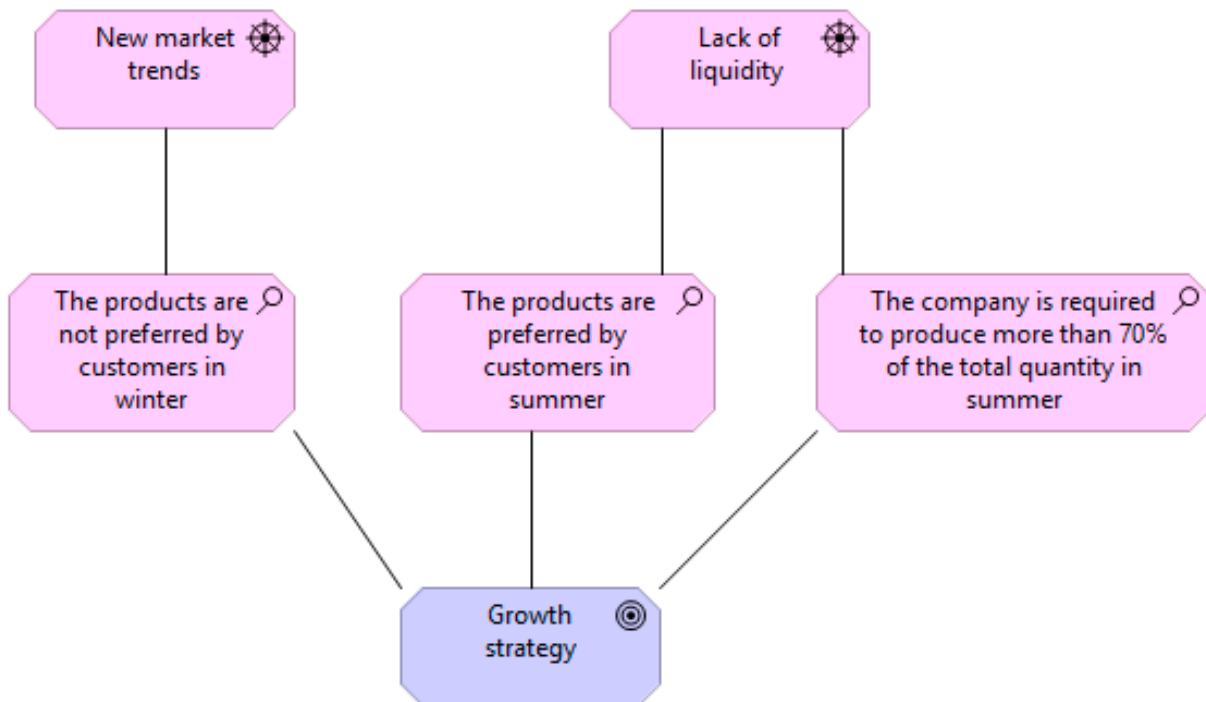 New market
trends
Lack of
liquidity
The products are
not preferred by
customers in
winter
The products are
preferred by
customers in
summer
The company is required
to produce more than 70%
of the total quantity in
summer
Growth
strategy